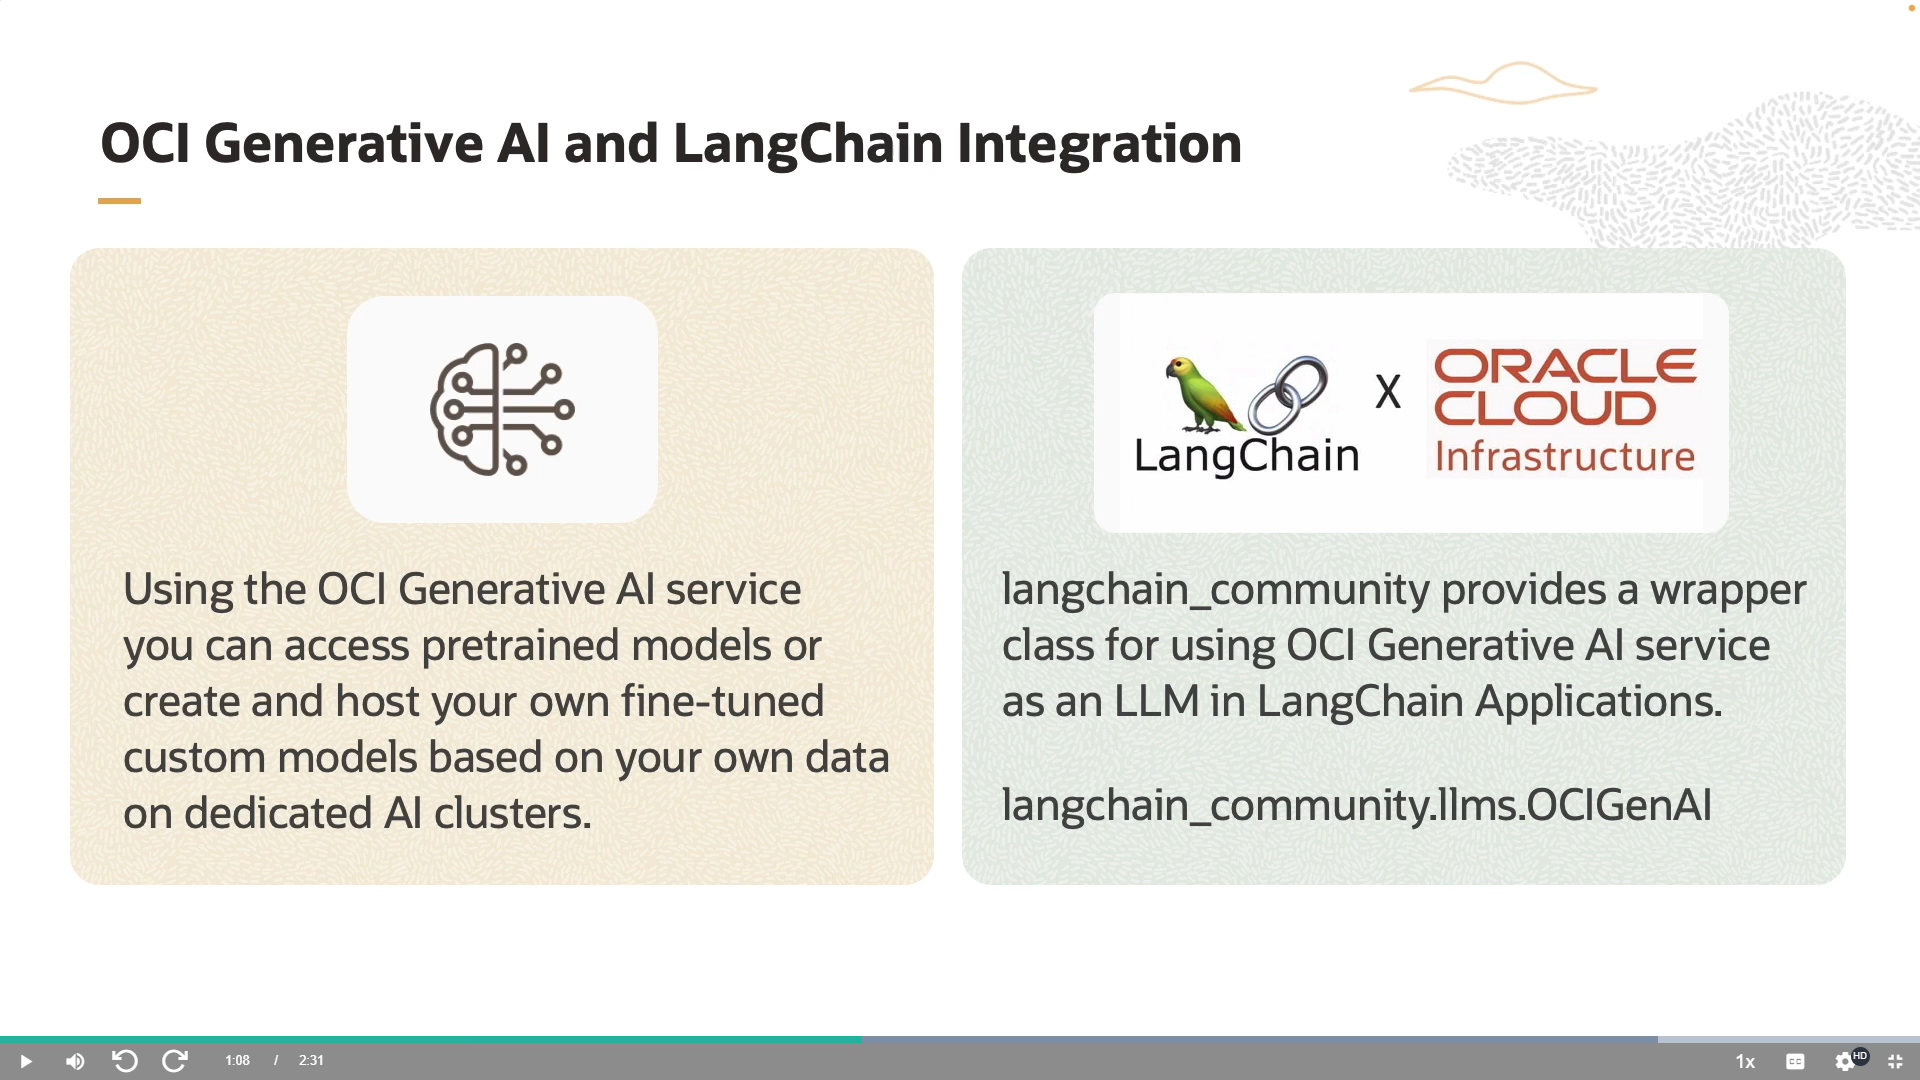 OCI Generative AI and LangChain Integration
Using the OCI Generative AI service
you can access pretrained models or
create and host your own fine-tuned
custom models based on your own data
on dedicated AI clusters.
LangChain
X
ORACLE
CLOUD
Infrastructure
langchain_community provides a wrapper
class for using OCI Generative AI service
as an LLM in LangChain Applications.
langchain_community.llms.OCIGenAI
1:08 / 2:31
1x
CC
HD